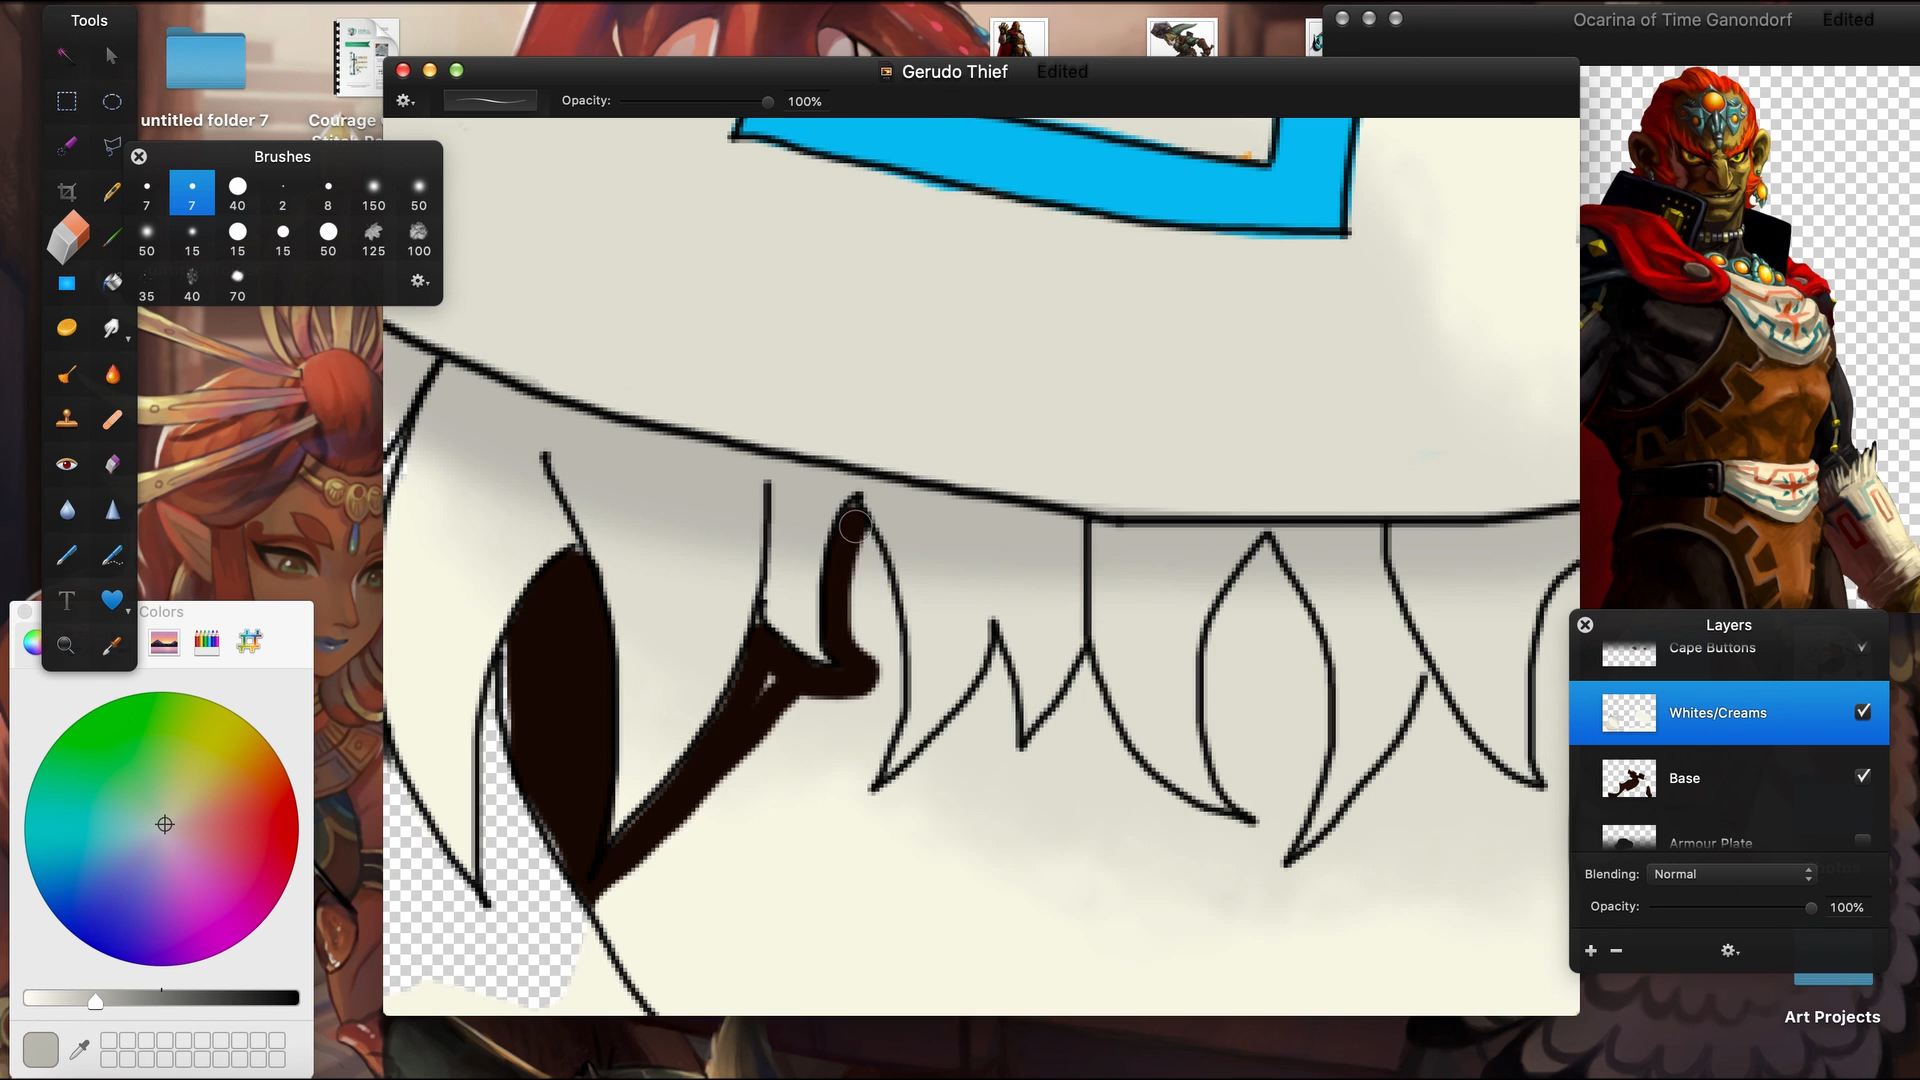 Tools
Ocarina of Time Ganondorf Edited
Gerudo Thief Edited
Opacity: 100%
untitled folder 7
Courage
Brushes
7 7 40 2 8 150 50
50 15 15 15 50 125 100
35 40 70
T
Colors
Layers
Cape Buttons
Whites/Creams
Base
Armour Plate
Blending: Normal
Opacity: 100%
Art Projects